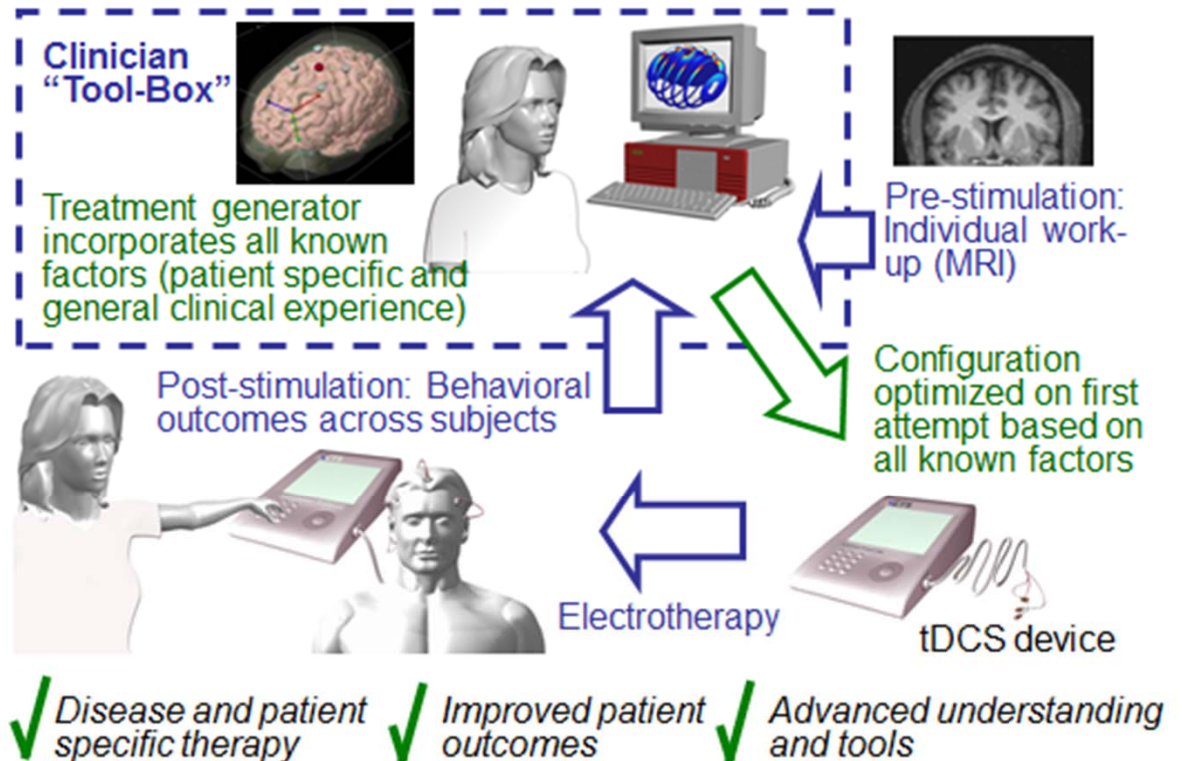 Clinician
“Tool-Box”
Treatment generator
incorporates all known
factors (patient specific and
general clinical experience)
Pre-stimulation:
Individual work-
up (MRI)
Configuration
optimized on first
attempt based on
all known factors
Post-stimulation: Behavioral
outcomes across subjects
Electrotherapy
tDCS device
Disease and patient
specific therapy
Improved patient
outcomes
Advanced understanding
and tools